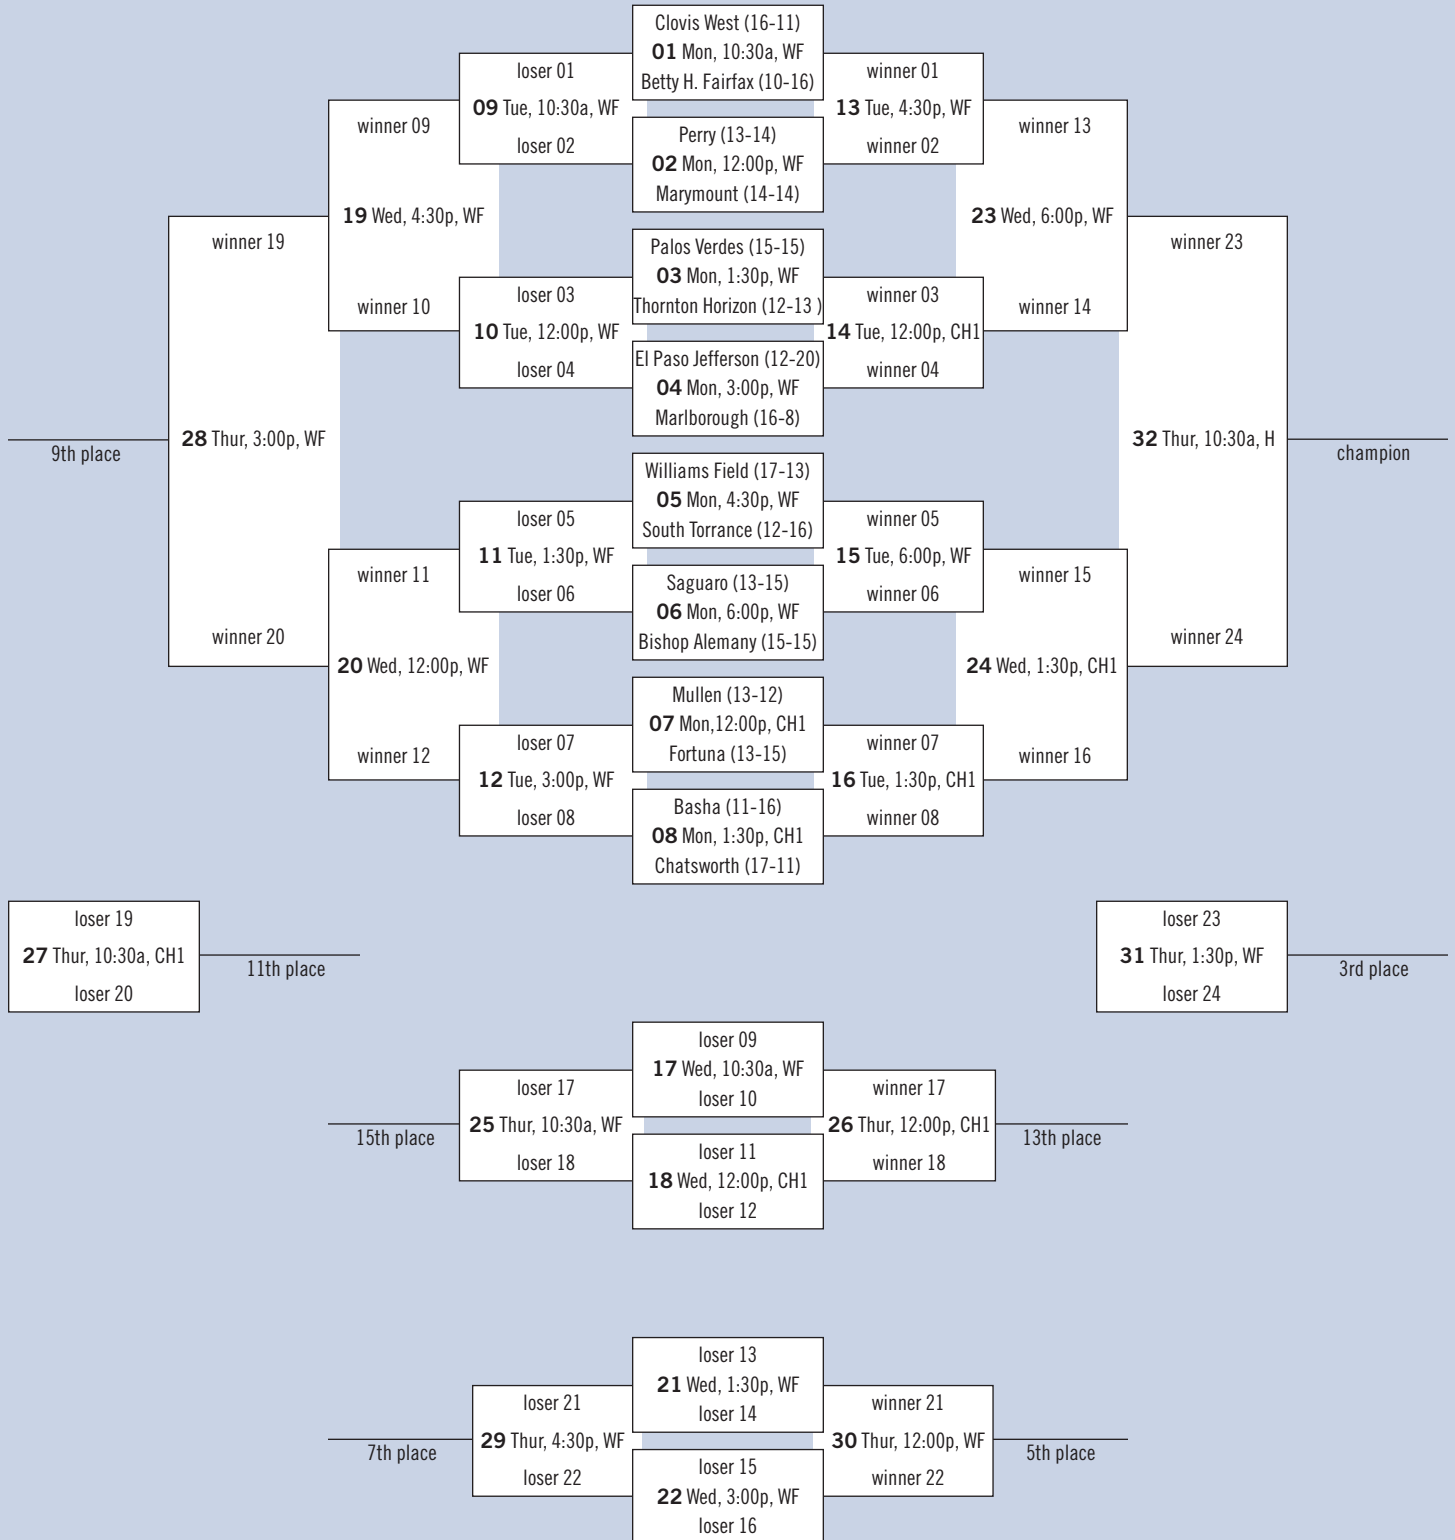 Clovis West (16-11)
01 Mon, 10:30a, WF
Betty H. Fairfax (10-16)
Perry (13-14)
02 Mon, 12:00p, WF
Marymount (14-14)
Palos Verdes (15-15)
03 Mon, 1:30p, WF
Thornton Horizon (12-13 )
El Paso Jefferson (12-20)
04 Mon, 3:00p, WF
Marlborough (16-8)
Williams Field (17-13)
05 Mon, 4:30p, WF
South Torrance (12-16)
Saguaro (13-15)
06 Mon, 6:00p, WF
Bishop Alemany (15-15)
Mullen (13-12)
07 Mon,12:00p, CH1
Fortuna (13-15)
Basha (11-16)
08 Mon, 1:30p, CH1
Chatsworth (17-11)
loser 01
09 Tue, 10:30a, WF
loser 02
loser 03
10 Tue, 12:00p, WF
loser 04
loser 05
11 Tue, 1:30p, WF
loser 06
loser 07
12 Tue, 3:00p, WF
loser 08
winner 09
19 Wed, 4:30p, WF
winner 10
winner 11
20 Wed, 12:00p, WF
winner 12
winner 19
28 Thur, 3:00p, WF
winner 20
9th place
winner 01
13 Tue, 4:30p, WF
winner 02
winner 03
14 Tue, 12:00p, CH1
winner 04
winner 05
15 Tue, 6:00p, WF
winner 06
winner 07
16 Tue, 1:30p, CH1
winner 08
winner 13
23 Wed, 6:00p, WF
winner 14
winner 15
24 Wed, 1:30p, CH1
winner 16
winner 23
32 Thur, 10:30a, H
winner 24
champion
loser 19
27 Thur, 10:30a, CH1
loser 20
11th place
loser 23
31 Thur, 1:30p, WF
loser 24
3rd place
loser 09
17 Wed, 10:30a, WF
loser 10
loser 11
18 Wed, 12:00p, CH1
loser 12
loser 17
25 Thur, 10:30a, WF
loser 18
15th place
winner 17
26 Thur, 12:00p, CH1
winner 18
13th place
loser 13
21 Wed, 1:30p, WF
loser 14
loser 15
22 Wed, 3:00p, WF
loser 16
loser 21
29 Thur, 4:30p, WF
loser 22
7th place
winner 21
30 Thur, 12:00p, WF
winner 22
5th place